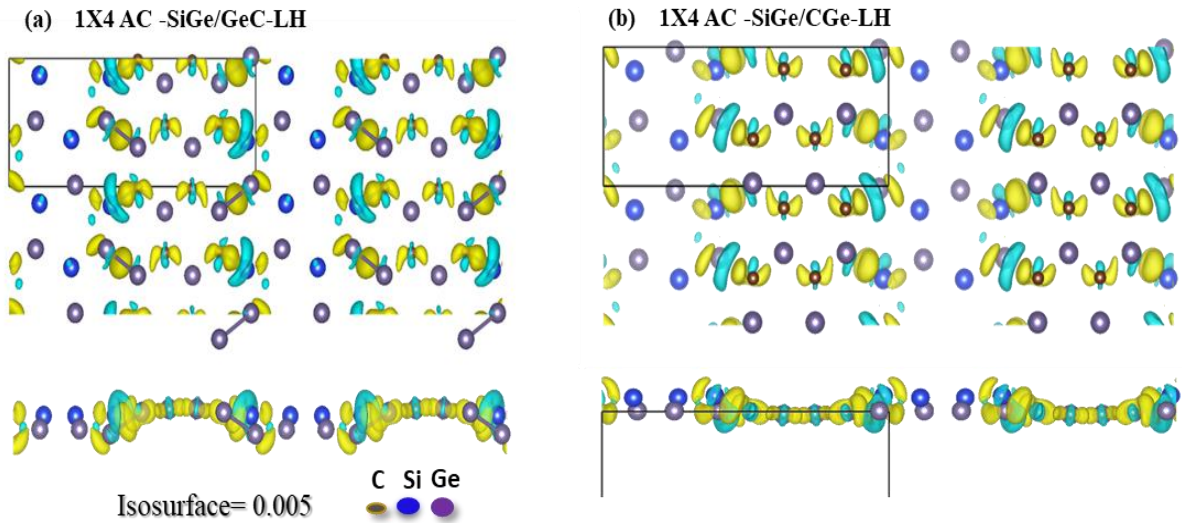 (a) 1X4 AC -SiGe/GeC-LH
(b) 1X4 AC -SiGe/CGe-LH
C Si Ge
Isosurface= 0.005